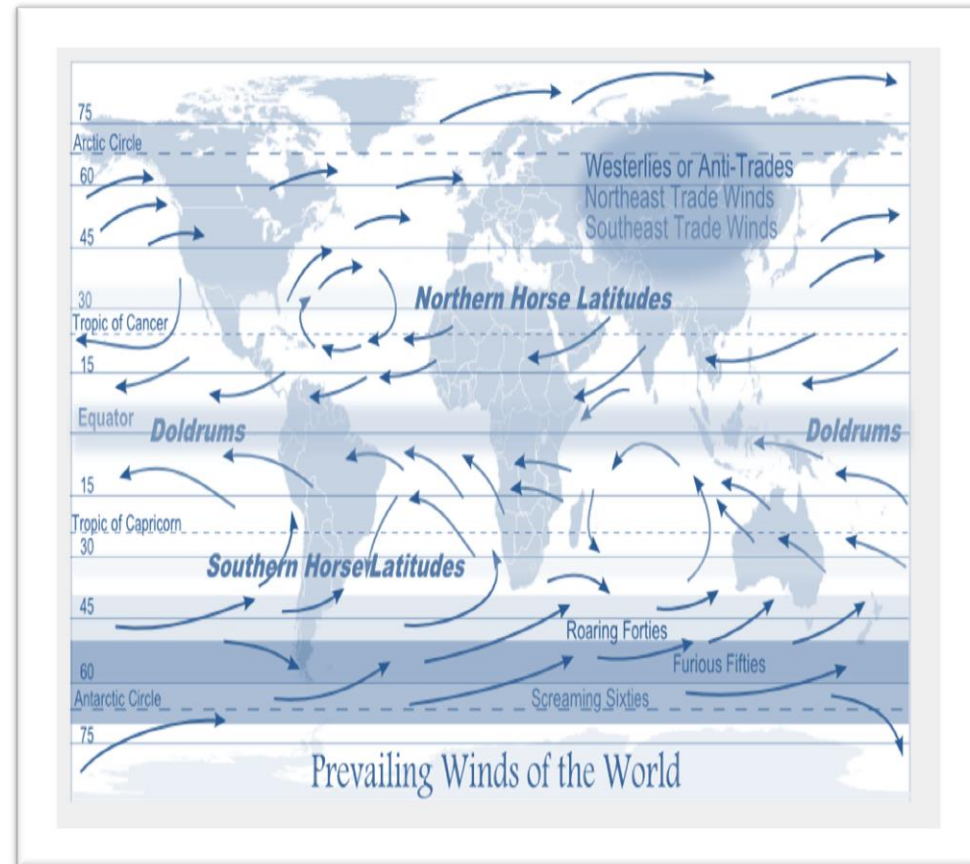 75
Arctic Circle
60
Westerlies or Anti-Trades
Northeast Trade Winds
Southeast Trade Winds
45
30
Northern Horse Latitudes
Tropic of Cancer
15
Equator
Doldrums
Doldrums
15
Tropic of Capricorn
30
Southern Horse Latitudes
45
Roaring Forties
Furious Fifties
60
Antarctic Circle
Screaming Sixties
75
Prevailing Winds of the World